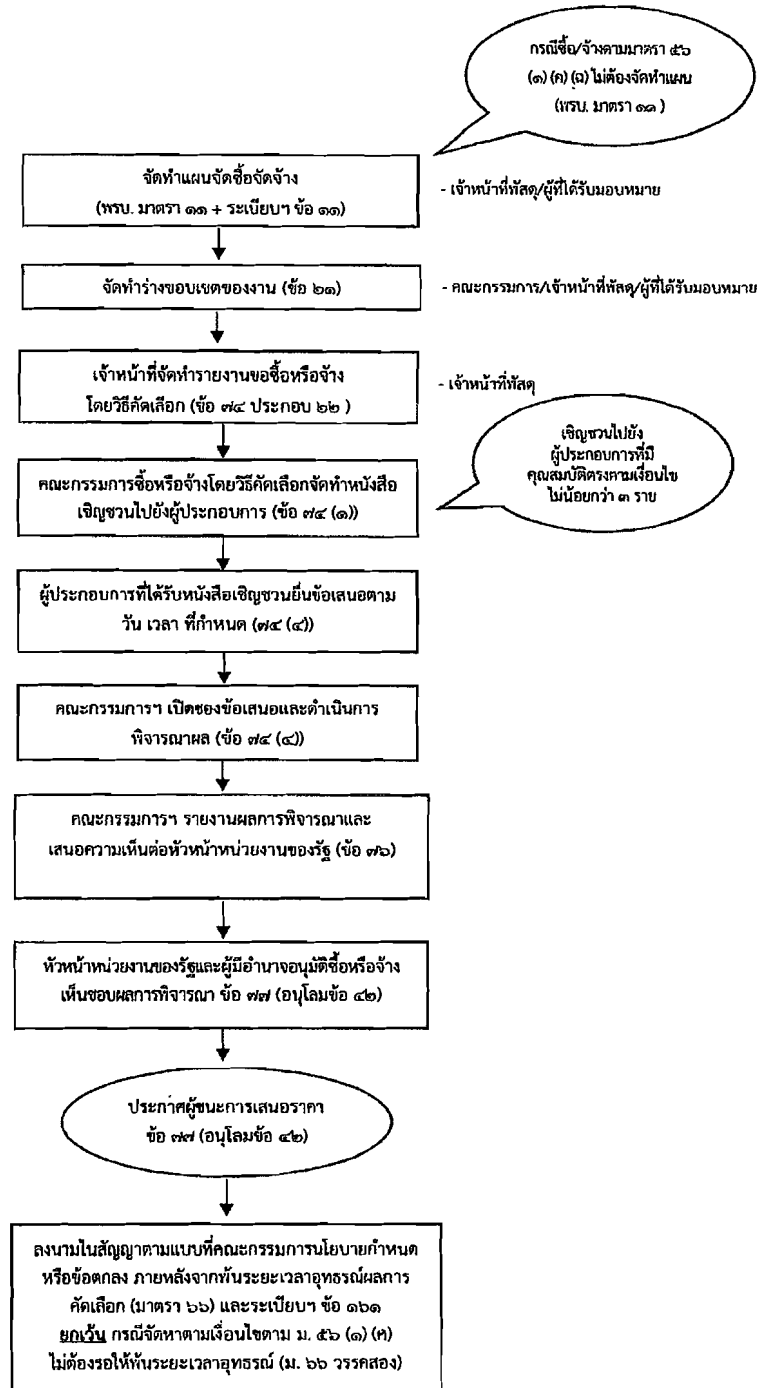 กรณีซื้อ/จ้างตามมาตรา ๕๖
(๑) (ค) (ฉ) ไม่ต้องจัดทำแผน
(พรบ. มาตรา ๑๑ )
จัดทำแผนจัดซื้อจัดจ้าง
(พรบ. มาตรา ๑๑ + ระเบียบฯ ข้อ ๑๑)
- เจ้าหน้าที่พัสดุ/ผู้ที่ได้รับมอบหมาย
จัดทำร่างขอบเขตของงาน (ข้อ ๒๑)
- คณะกรรมการ/เจ้าหน้าที่พัสดุ/ผู้ที่ได้รับมอบหมาย
เจ้าหน้าที่จัดทำรายงานขอซื้อหรือจ้าง
โดยวิธีคัดเลือก (ข้อ ๗๔ ประกอบ ๒๒ )
- เจ้าหน้าที่พัสดุ
เชิญชวนไปยัง
ผู้ประกอบการที่มี
คุณสมบัติตรงตามเงื่อนไข
ไม่น้อยกว่า ๓ ราย
คณะกรรมการซื้อหรือจ้างโดยวิธีคัดเลือกจัดทำหนังสือ
เชิญชวนไปยังผู้ประกอบการ (ข้อ ๗๔ (๑))
ผู้ประกอบการที่ได้รับหนังสือเชิญชวนยื่นข้อเสนอตาม
วัน เวลา ที่กำหนด (๗๔ (๔))
คณะกรรมการฯ เปิดซองข้อเสนอและดำเนินการ
พิจารณาผล (ข้อ ๗๔ (๔))
คณะกรรมการฯ รายงานผลการพิจารณาและ
เสนอความเห็นต่อหัวหน้าหน่วยงานของรัฐ (ข้อ ๗๖)
หัวหน้าหน่วยงานของรัฐและผู้มีอำนาจอนุมัติซื้อหรือจ้าง
เห็นชอบผลการพิจารณา ข้อ ๗๗ (อนุโลมข้อ ๔๒)
ประกาศผู้ชนะการเสนอราคา
ข้อ ๗๗ (อนุโลมข้อ ๔๒)
ลงนามในสัญญาตามแบบที่คณะกรรมการนโยบายกำหนด
หรือข้อตกลง ภายหลังจากพ้นระยะเวลาอุทธรณ์ผลการ
คัดเลือก (มาตรา ๖๖) และระเบียบฯ ข้อ ๑๖๑
ยกเว้น กรณีจัดหาตามเงื่อนไขตาม ม. ๕๖ (๑) (ค)
ไม่ต้องรอให้พ้นระยะเวลาอุทธรณ์ (ม. ๖๖ วรรคสอง)